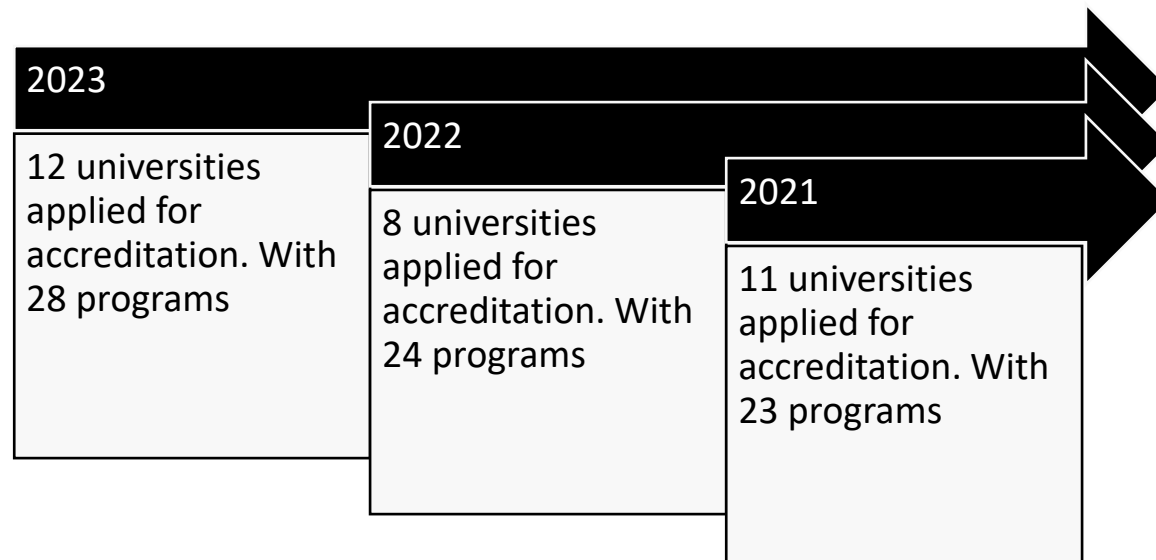 2023
12 universities
applied for
accreditation. With
28 programs
2022
8 universities
applied for
accreditation. With
24 programs
2021
11 universities
applied for
accreditation. With
23 programs